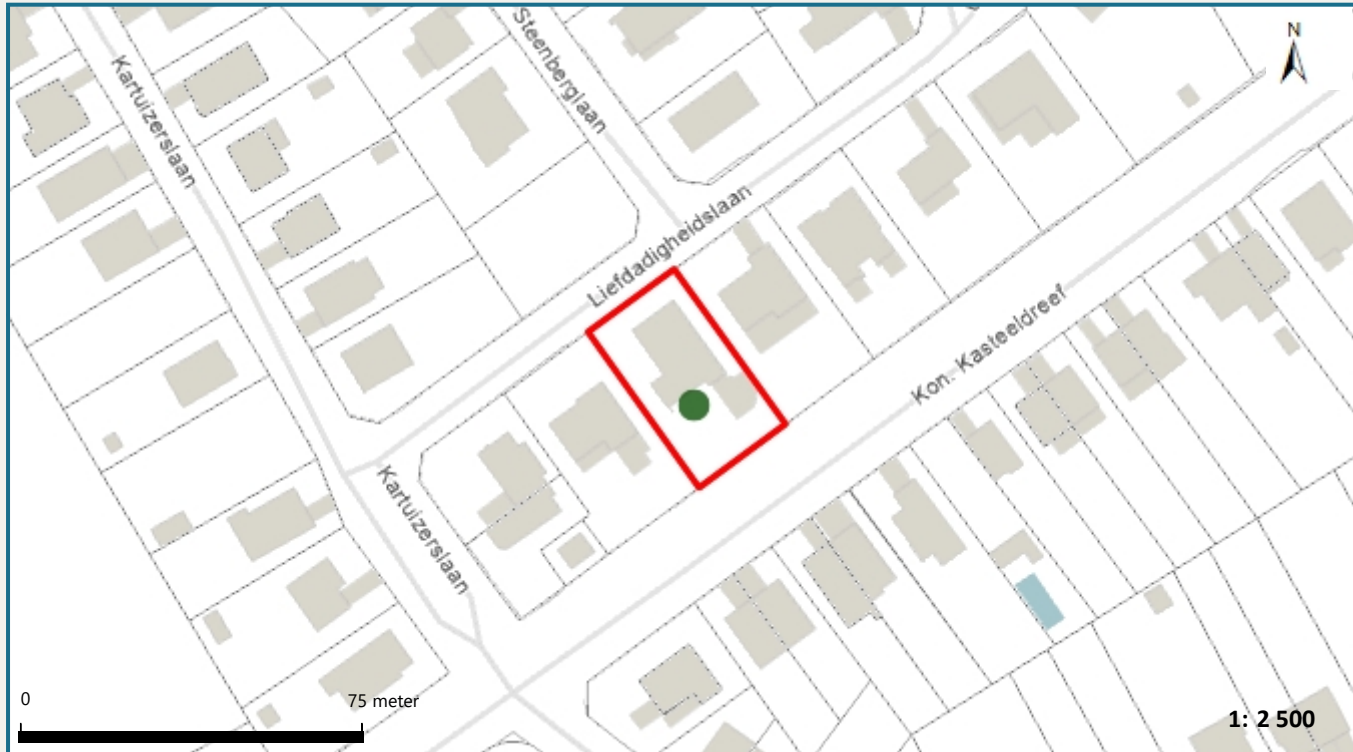 N
Steenberglaan
Kartuizerslaan
Liefdadigheidslaan
Kon. Kasteeldreef
Kartuizerslaan
0
75 meter
1: 2 500